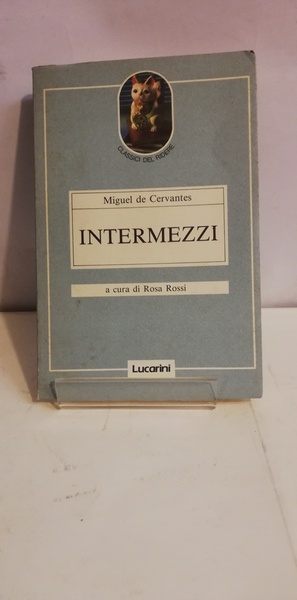 CLASSICI DEL RIDERE
Miguel de Cervantes
INTERMEZZI
a cura di Rosa Rossi
Lucarini